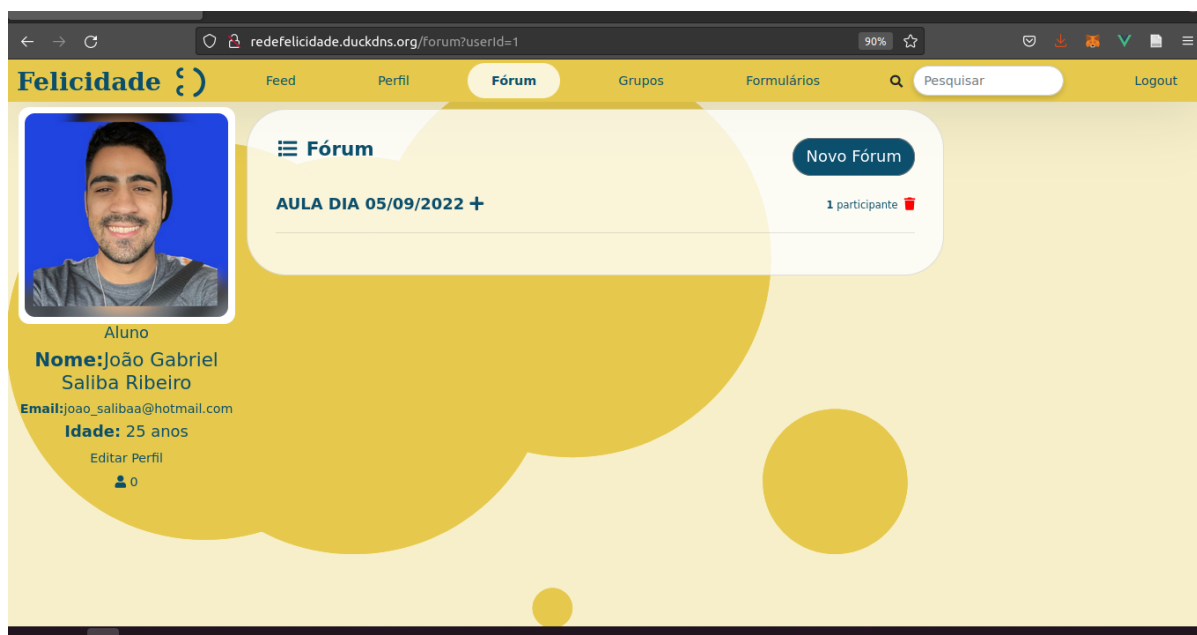 redefelicidade.duckdns.org/forum?userId=1
90%
Felicidade :)
Feed
Perfil
Fórum
Grupos
Formulários
Pesquisar
Logout
Fórum
Novo Fórum
AULA DIA 05/09/2022 +
1 participante
Aluno
Nome:João Gabriel
Saliba Ribeiro
Email:joao_salibaa@hotmail.com
Idade: 25 anos
Editar Perfil
0